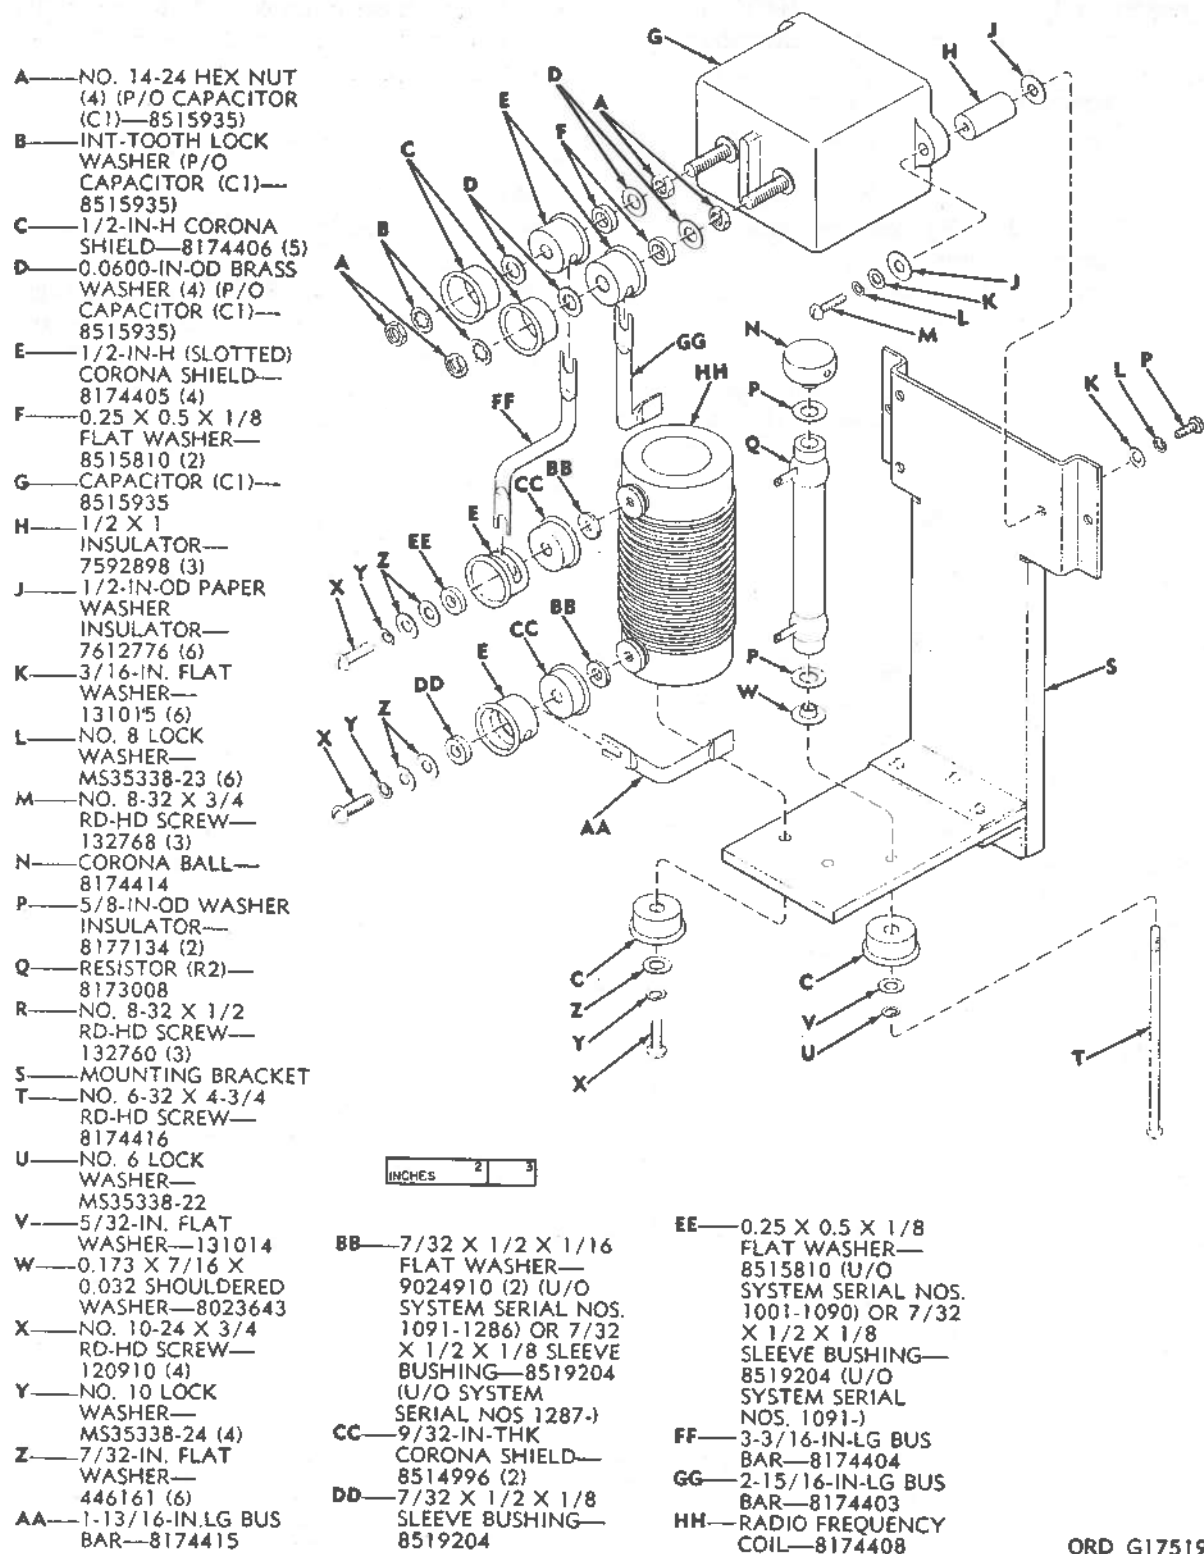 A—NO. 14-24 HEX NUT
(4) (P/O CAPACITOR
(C1)—8515935)
B—INT-TOOTH LOCK
WASHER (P/O
CAPACITOR (C1)—
8515935)
C—1/2-IN-H CORONA
SHIELD—8174406 (5)
D—0.0600-IN-OD BRASS
WASHER (4) (P/O
CAPACITOR (C1)—
8515935)
E—1/2-IN-H (SLOTTED)
CORONA SHIELD—
8174405 (4)
F—0.25 X 0.5 X 1/8
FLAT WASHER—
8515810 (2)
G—CAPACITOR (C1)—
8515935
H—1/2 X 1
INSULATOR—
7592898 (3)
J—1/2-IN-OD PAPER
WASHER
INSULATOR—
7612776 (6)
K—3/16-IN. FLAT
WASHER—
131015 (6)
L—NO. 8 LOCK
WASHER—
MS35338-23 (6)
M—NO. 8-32 X 3/4
RD-HD SCREW—
132768 (3)
N—CORONA BALL—
8174414
P—5/8-IN-OD WASHER
INSULATOR—
8177134 (2)
Q—RESISTOR (R2)—
8173008
R—NO. 8-32 X 1/2
RD-HD SCREW—
132760 (3)
S—MOUNTING BRACKET
T—NO. 6-32 X 4-3/4
RD-HD SCREW—
8174416
U—NO. 6 LOCK
WASHER—
MS35338-22
V—5/32-IN. FLAT
WASHER—131014
W—0.173 X 7/16 X
0.032 SHOULDERED
WASHER—8023643
X—NO. 10-24 X 3/4
RD-HD SCREW—
120910 (4)
Y—NO. 10 LOCK
WASHER—
MS35338-24 (4)
Z—7/32-IN. FLAT
WASHER—
446161 (6)
AA—1-13/16-IN.LG BUS
BAR—8174415
G
J
H
D
E
A
F
C
D
B
A
J
K
L
M
N
GG
HH
P
P
L
K
FF
Q
BB
CC
E
EE
Z
Y
X
BB
CC
E
DD
Z
Y
X
P
W
S
AA
C
Z
Y
X
C
V
U
T
INCHES 2 3
BB—7/32 X 1/2 X 1/16
FLAT WASHER—
9024910 (2) (U/O
SYSTEM SERIAL NOS.
1091-1286) OR 7/32
X 1/2 X 1/8 SLEEVE
BUSHING—8519204
(U/O SYSTEM
SERIAL NOS 1287-)
CC—9/32-IN-THK
CORONA SHIELD—
8514996 (2)
DD—7/32 X 1/2 X 1/8
SLEEVE BUSHING—
8519204
EE—0.25 X 0.5 X 1/8
FLAT WASHER—
8515810 (U/O
SYSTEM SERIAL NOS.
1001-1090) OR 7/32
X 1/2 X 1/8
SLEEVE BUSHING—
8519204 (U/O
SYSTEM SERIAL
NOS. 1091-)
FF—3-3/16-IN-LG BUS
BAR—8174404
GG—2-15/16-IN-LG BUS
BAR—8174403
HH—RADIO FREQUENCY
COIL—8174408
ORD G17519